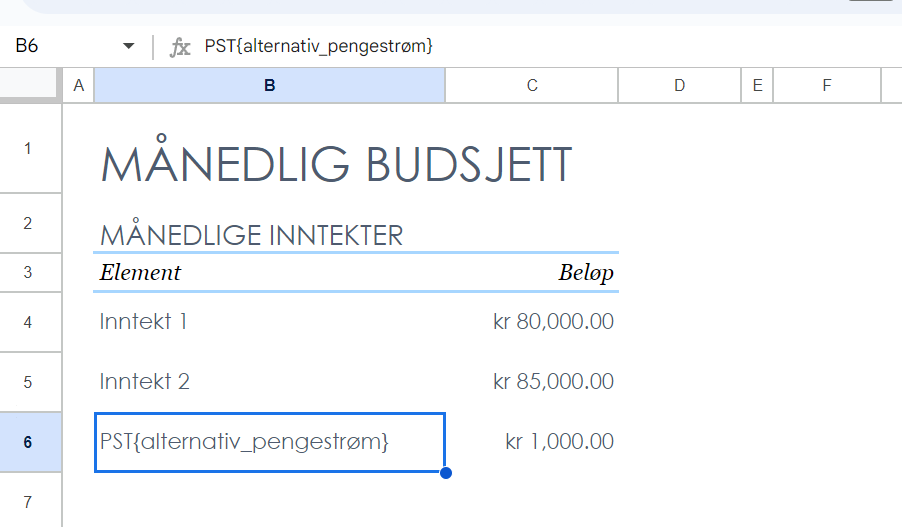 B6 fx PST{alternativ_pengestrøm}
A B C D E F
1 MÅNEDLIG BUDSJETT
2 MÅNEDLIGE INNTEKTER
3 Element Beløp
4 Inntekt 1 kr 80,000.00
5 Inntekt 2 kr 85,000.00
6 PST{alternativ_pengestrøm} kr 1,000.00
7